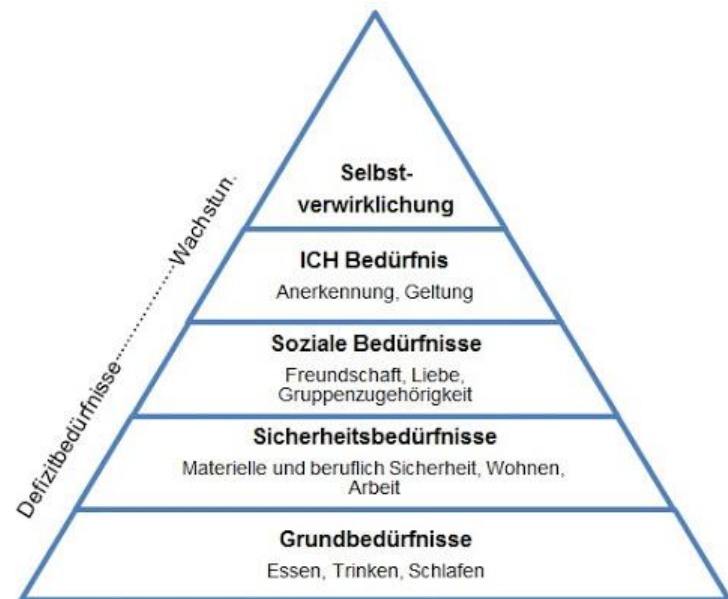 Selbst-
verwirklichung
ICH Bedürfnis
Anerkennung, Geltung
Soziale Bedürfnisse
Freundschaft, Liebe,
Gruppenzugehörigkeit
Sicherheitsbedürfnisse
Materielle und beruflich Sicherheit, Wohnen,
Arbeit
Grundbedürfnisse
Essen, Trinken, Schlafen
Defizitbedürfnisse............Wachstun.